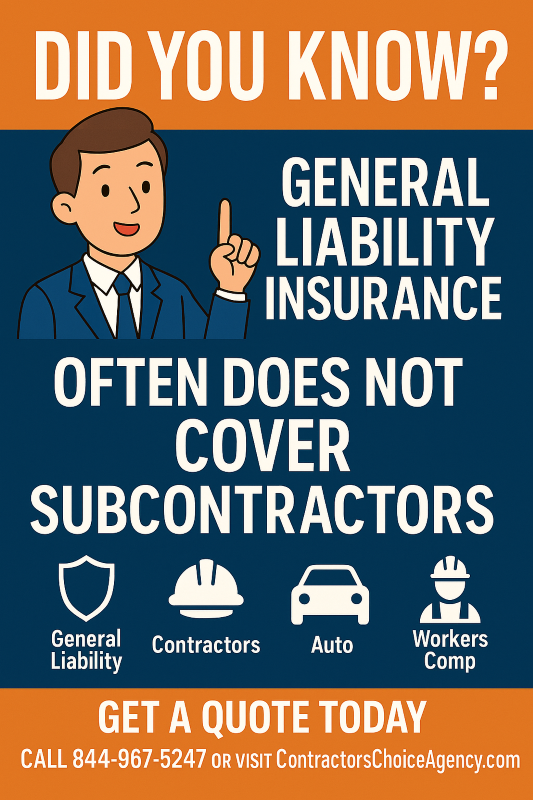 DID YOU KNOW?
GENERAL
LIABILITY
INSURANCE
OFTEN DOES NOT
COVER
SUBCONTRACTORS
General
Liability
Contractors
Auto
Workers
Comp
GET A QUOTE TODAY
CALL 844-967-5247 OR VISIT ContractorsChoiceAgency.com